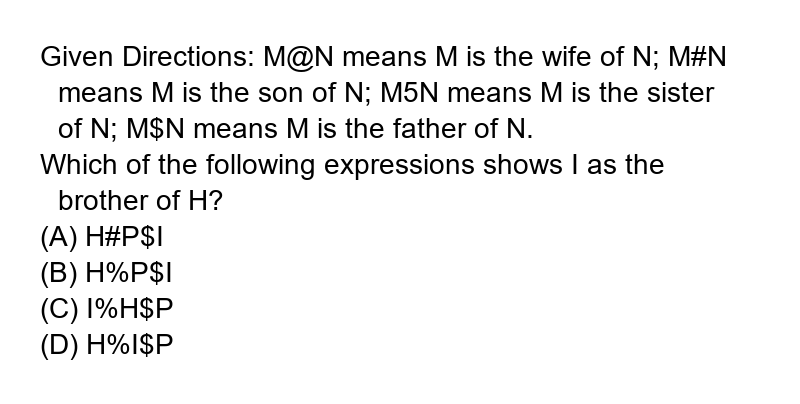 Given Directions: M@N means M is the wife of N; M#N
means M is the son of N; M5N means M is the sister
of N; M$N means M is the father of N.
Which of the following expressions shows I as the
brother of H?
(A) H#P$I
(B) H%P$I
(C) I%H$P
(D) H%I$P